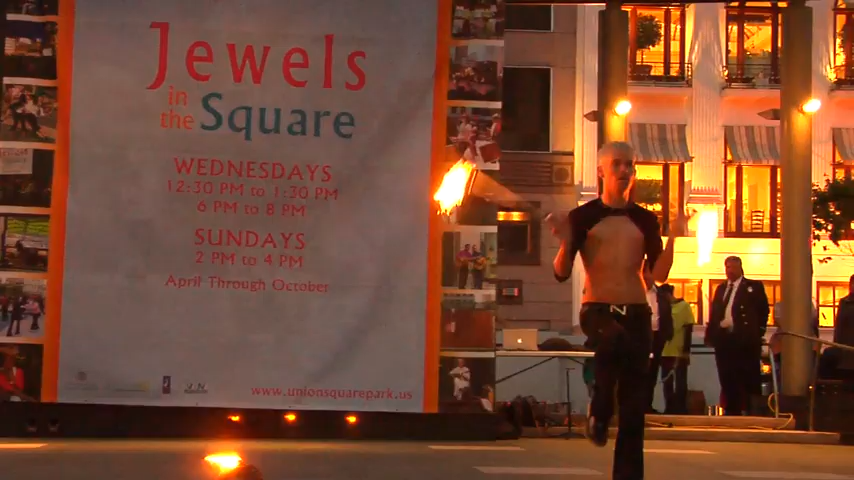 Jewels
in the Square
WEDNESDAYS
12:30 PM to 1:30 PM
6 PM to 8 PM
SUNDAYS
2 PM to 4 PM
April Through October
www.unionsquarepark.us